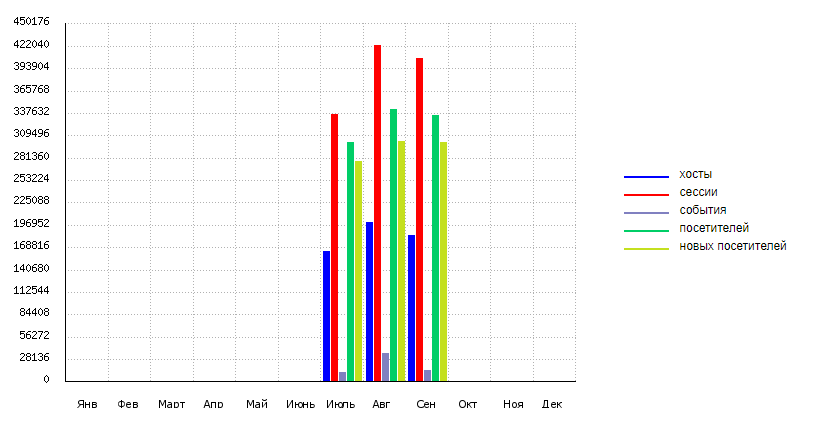 450176
422040
393904
365768
337632
309496
281360
253224
225088
196952
168816
140680
112544
84408
56272
28136
0
Янв Фев Март Апр Май Июнь Июль Авг Сен Окт Ноя Дек
хосты
сессии
события
посетителей
новых посетителей